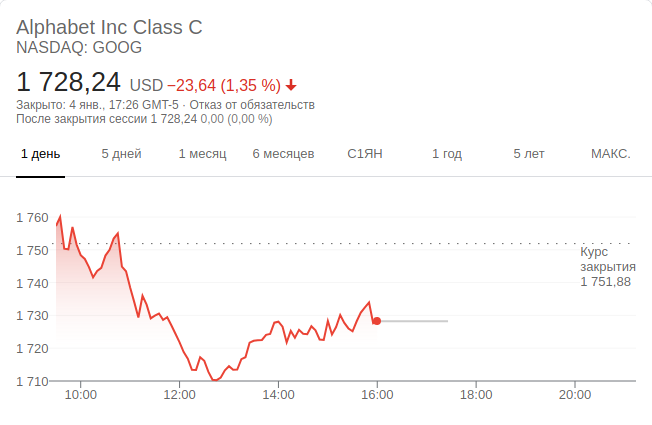 Alphabet Inc Class C
NASDAQ: GOOG
1 728,24 USD −23,64 (1,35 %)
Закрыто: 4 янв., 17:26 GMT-5 · Отказ от обязательств
После закрытия сессии 1 728,24 0,00 (0,00 %)
1 день 5 дней 1 месяц 6 месяцев С1ЯН 1 год 5 лет МАКС.
1 760
1 750
1 740
1 730
1 720
1 710
Курс
закрытия
1 751,88
10:00 12:00 14:00 16:00 18:00 20:00